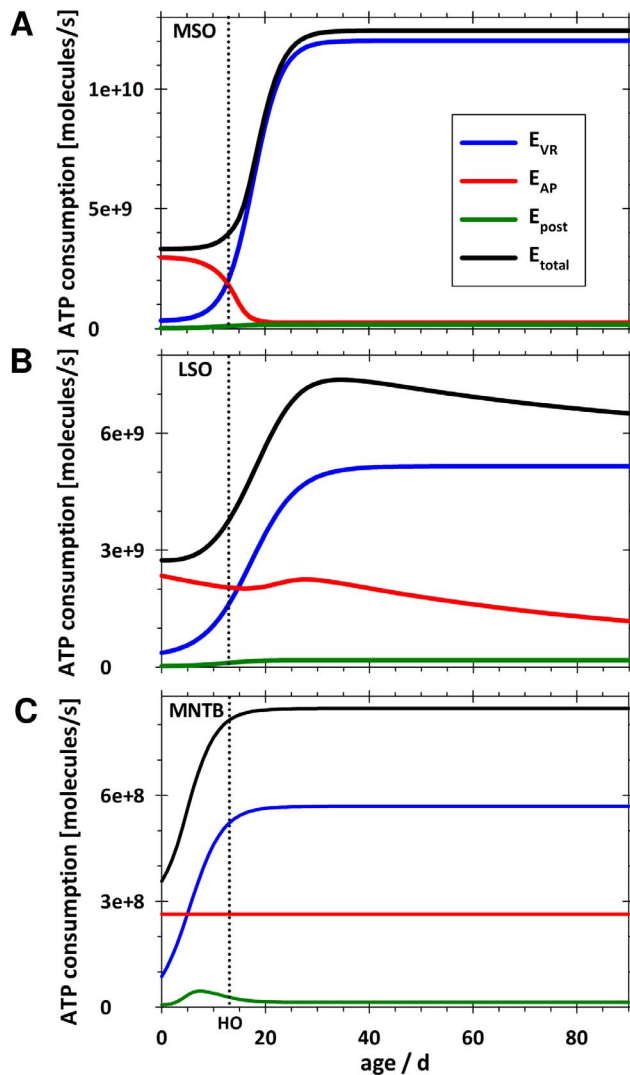 A
MSO
1e+10
5e+9
0
ATP consumption [molecules/s]
E_VR
E_AP
E_post
E_total
B
LSO
6e+9
3e+9
0
ATP consumption [molecules/s]
C
MNTB
6e+8
3e+8
0
ATP consumption [molecules/s]
0 HO 20 40 60 80
age / d